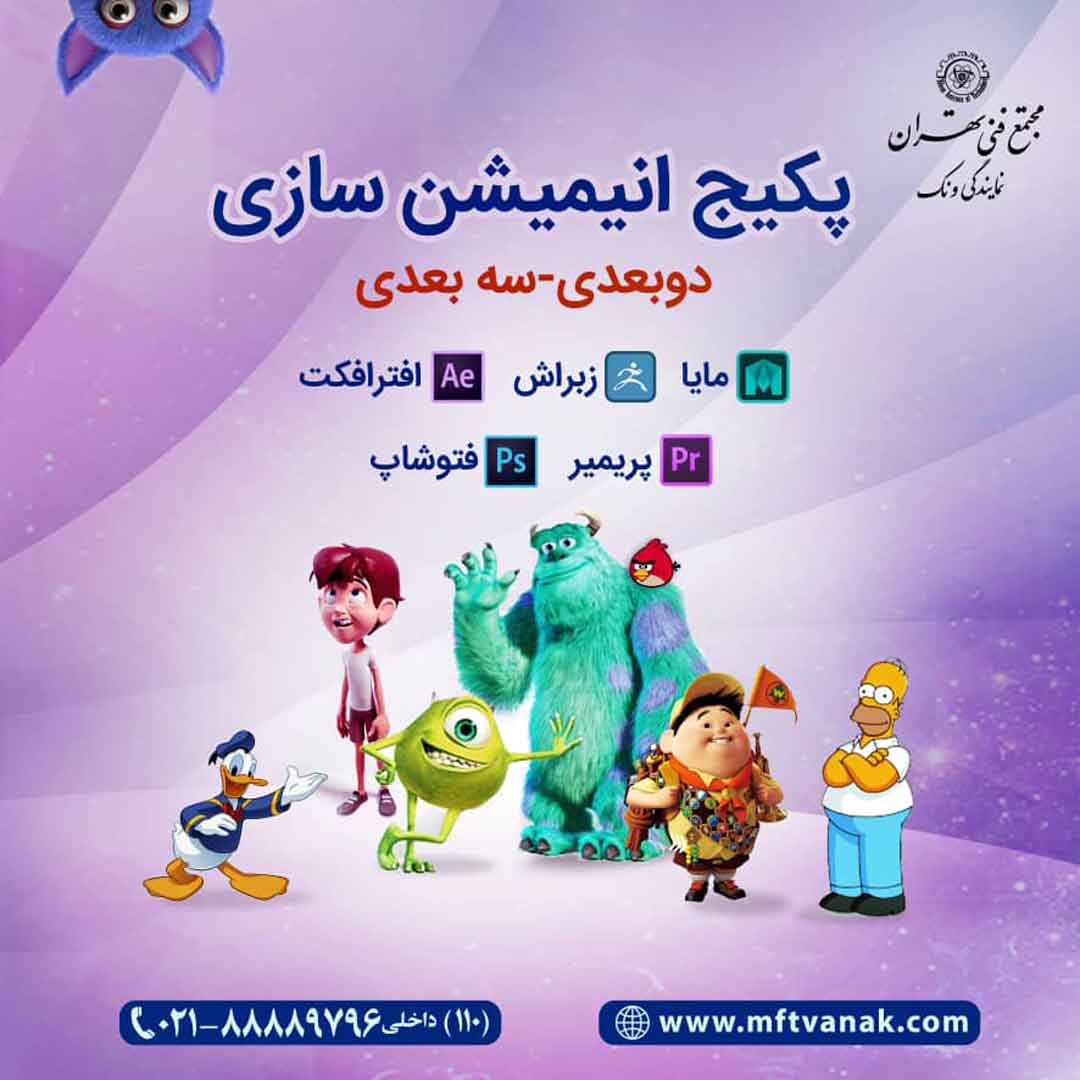 مجتمع فنی تهران
نمایندگی ونک
پکیج انیمیشن سازی
دوبعدی-سه بعدی
مایا زبراش Ae افترافکت
Pr پریمیر Ps فتوشاپ
www.mftvanak.com
۰۲۱-۸۸۸۸۹۷۹۶ داخلی (۱۱۰)